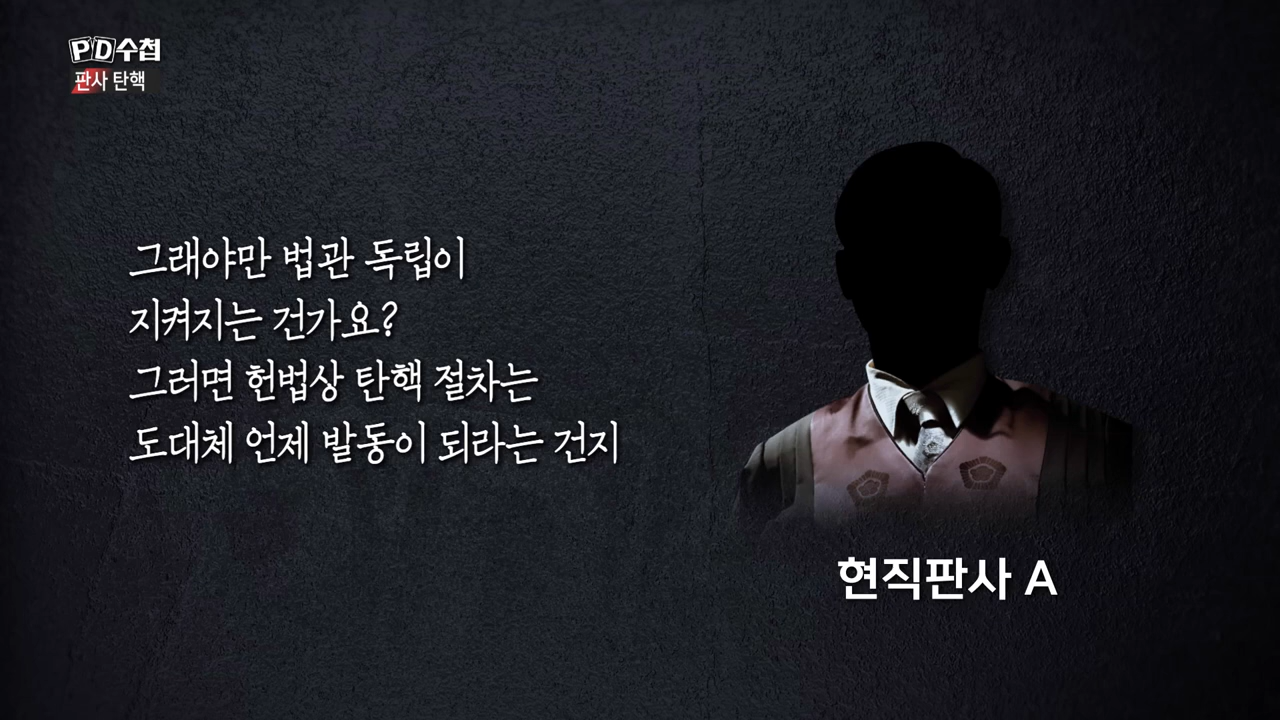 PD수첩
판사 탄핵
그래야만 법관 독립이
지켜지는 건가요?
그러면 헌법상 탄핵 절차는
도대체 언제 발동이 되라는 건지
현직판사 A